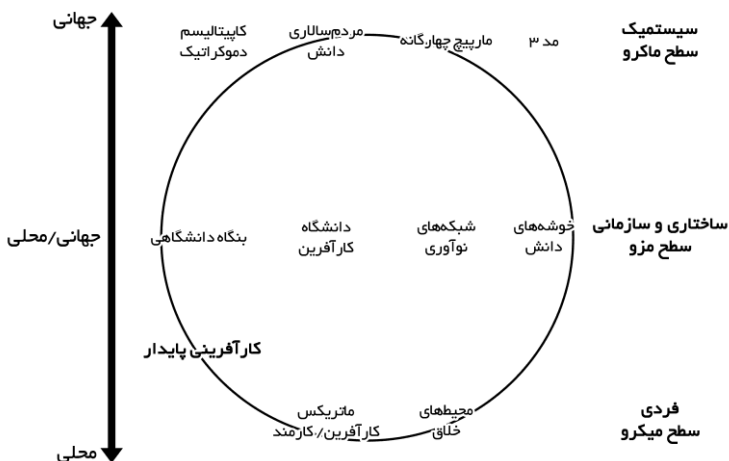 سیستمیک
سطح ماکرو
مد ۳
مارپیچ چهارگانه
مردم‌سالاری
دانش
کاپیتالیسم
دموکراتیک
جهانی
ساختاری و سازمانی
سطح مزو
خوشه‌های
دانش
شبکه‌های
نوآوری
دانشگاه
کارآفرین
بنگاه دانشگاهی
جهانی/محلی
کارآفرینی پایدار
فردی
سطح میکرو
محیط‌های
خلاق
ماتریکس
کارآفرین/.کارمند
محلی